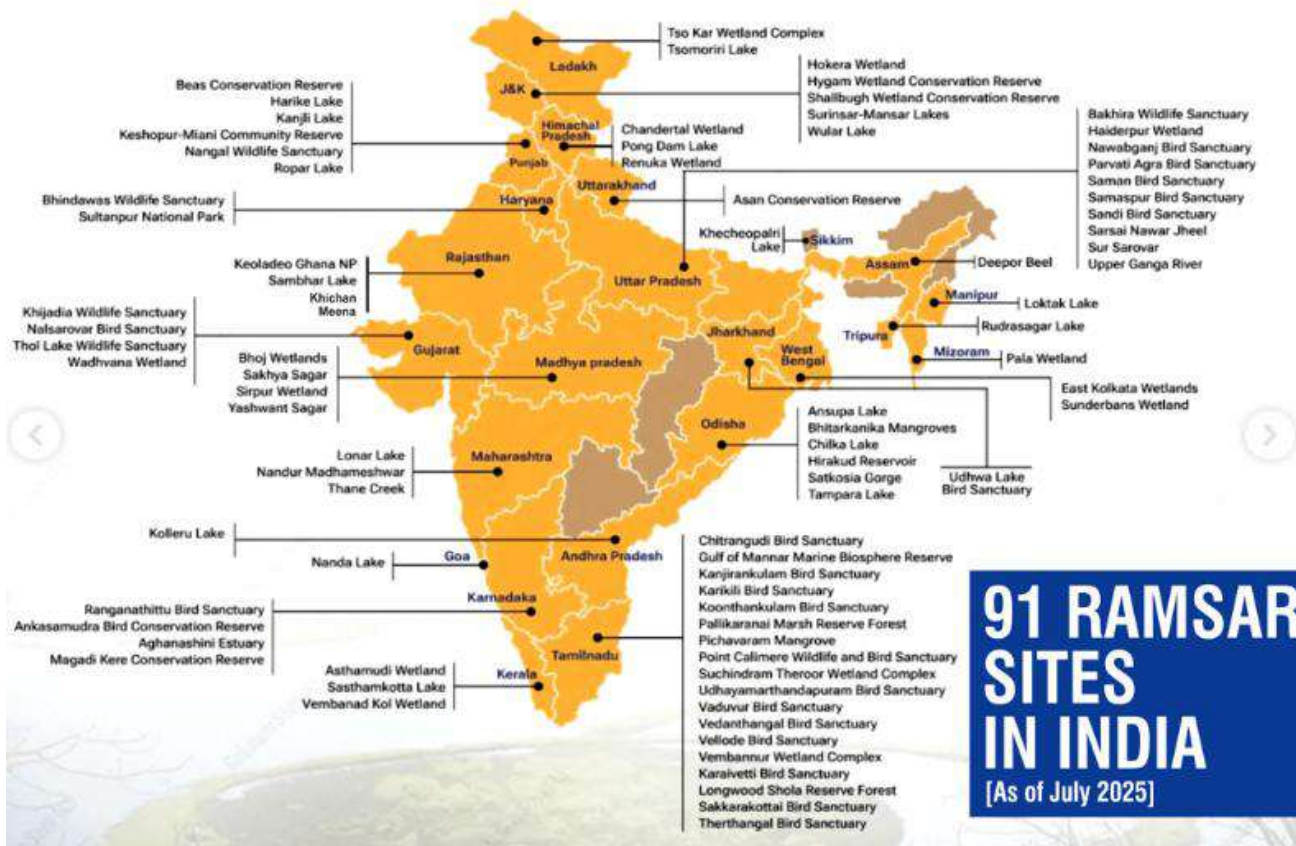 Tso Kar Wetland Complex
Tsomoriri Lake
Ladakh
Hokera Wetland
Hygam Wetland Conservation Reserve
Shallbugh Wetland Conservation Reserve
Surinsar-Mansar Lakes
Wular Lake
J&K
Beas Conservation Reserve
Harike Lake
Kanjli Lake
Keshopur-Miani Community Reserve
Nangal Wildlife Sanctuary
Ropar Lake
Punjab
Himachal
Pradesh
Chandertal Wetland
Pong Dam Lake
Renuka Wetland
Bakhira Wildlife Sanctuary
Haiderpur Wetland
Nawabganj Bird Sanctuary
Parvati Agra Bird Sanctuary
Saman Bird Sanctuary
Samaspur Bird Sanctuary
Sandi Bird Sanctuary
Sarsai Nawar Jheel
Sur Sarovar
Upper Ganga River
Uttar Pradesh
Uttarakhand
Asan Conservation Reserve
Bhindawas Wildlife Sanctuary
Sultanpur National Park
Haryana
Khecheopalri
Lake
Sikkim
Assam
Deepor Beel
Keoladeo Ghana NP
Sambhar Lake
Khichan
Meena
Rajasthan
Manipur
Loktak Lake
Khijadia Wildlife Sanctuary
Nalsarovar Bird Sanctuary
Thol Lake Wildlife Sanctuary
Wadhvana Wetland
Gujarat
Tripura
Rudrasagar Lake
Mizoram
Pala Wetland
Bhoj Wetlands
Sakhya Sagar
Sirpur Wetland
Yashwant Sagar
Madhya pradesh
Jharkhand
Udhwa Lake
Bird Sanctuary
West
Bengal
East Kolkata Wetlands
Sunderbans Wetland
Odisha
Ansupa Lake
Bhitarkanika Mangroves
Chilka Lake
Hirakud Reservoir
Satkosia Gorge
Tampara Lake
Lonar Lake
Nandur Madhameshwar
Thane Creek
Maharashtra
Kolleru Lake
Andhra Pradesh
Nanda Lake
Goa
Ranganathittu Bird Sanctuary
Ankasamudra Bird Conservation Reserve
Aghanashini Estuary
Magadi Kere Conservation Reserve
Karnadaka
Asthamudi Wetland
Sasthamkotta Lake
Vembanad Kol Wetland
Kerala
Tamilnadu
Chitrangudi Bird Sanctuary
Gulf of Mannar Marine Biosphere Reserve
Kanjirankulam Bird Sanctuary
Karikili Bird Sanctuary
Koonthankulam Bird Sanctuary
Pallikaranai Marsh Reserve Forest
Pichavaram Mangrove
Point Calimere Wildlife and Bird Sanctuary
Suchindram Theroor Wetland Complex
Udhayamarthandapuram Bird Sanctuary
Vaduvur Bird Sanctuary
Vedanthangal Bird Sanctuary
Vellode Bird Sanctuary
Vembannur Wetland Complex
Karaivetti Bird Sanctuary
Longwood Shola Reserve Forest
Sakkarakottai Bird Sanctuary
Therthangal Bird Sanctuary
91 RAMSAR
SITES
IN INDIA
[As of July 2025]